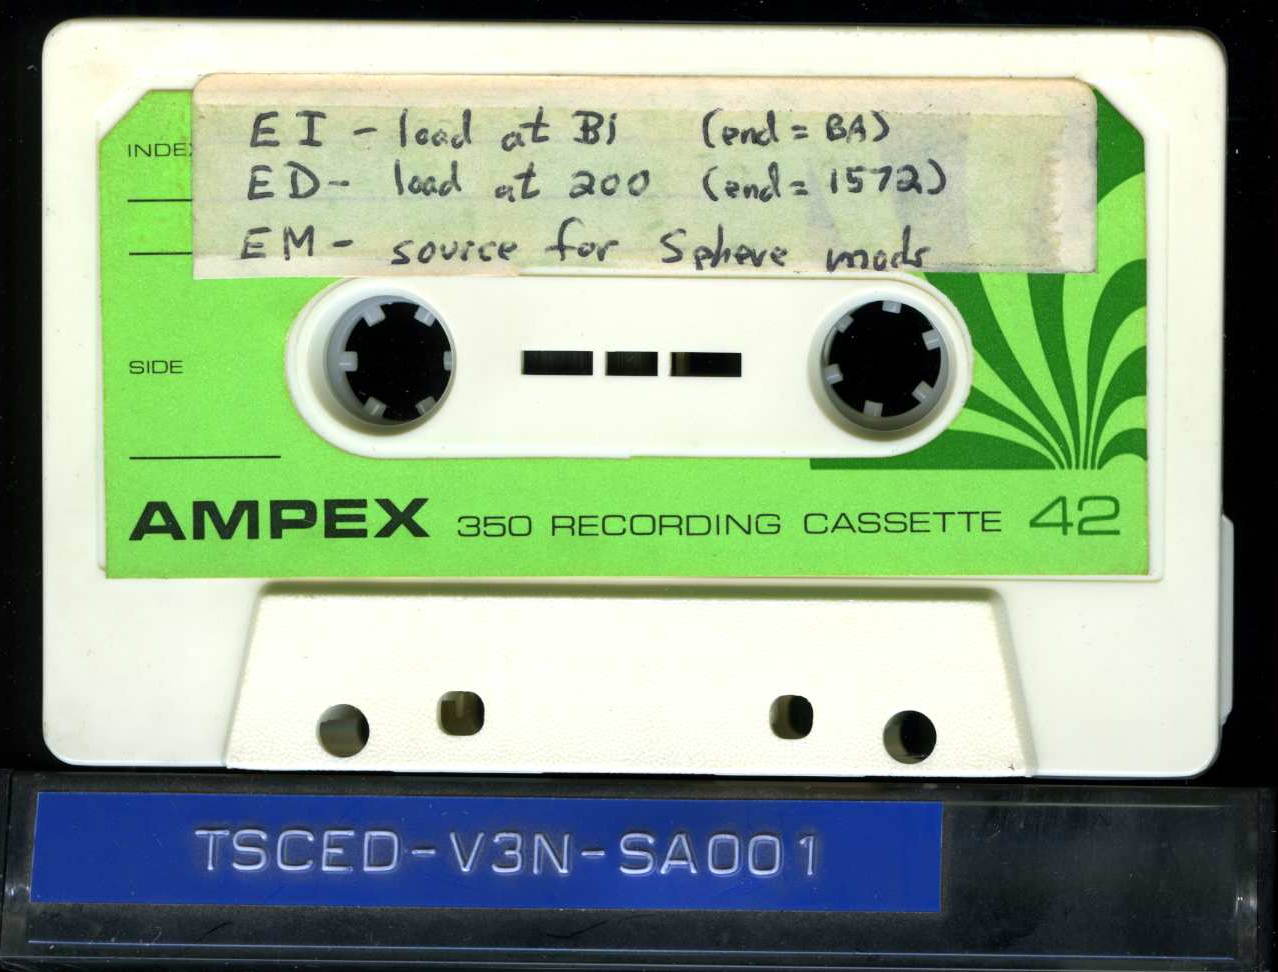 EI - load at B1 (end = BA)
ED - load at 200 (end = 1572)
EM - source for Sphere mods
INDEX
SIDE
AMPEX 350 RECORDING CASSETTE 42
TSCED-V3N-SA001